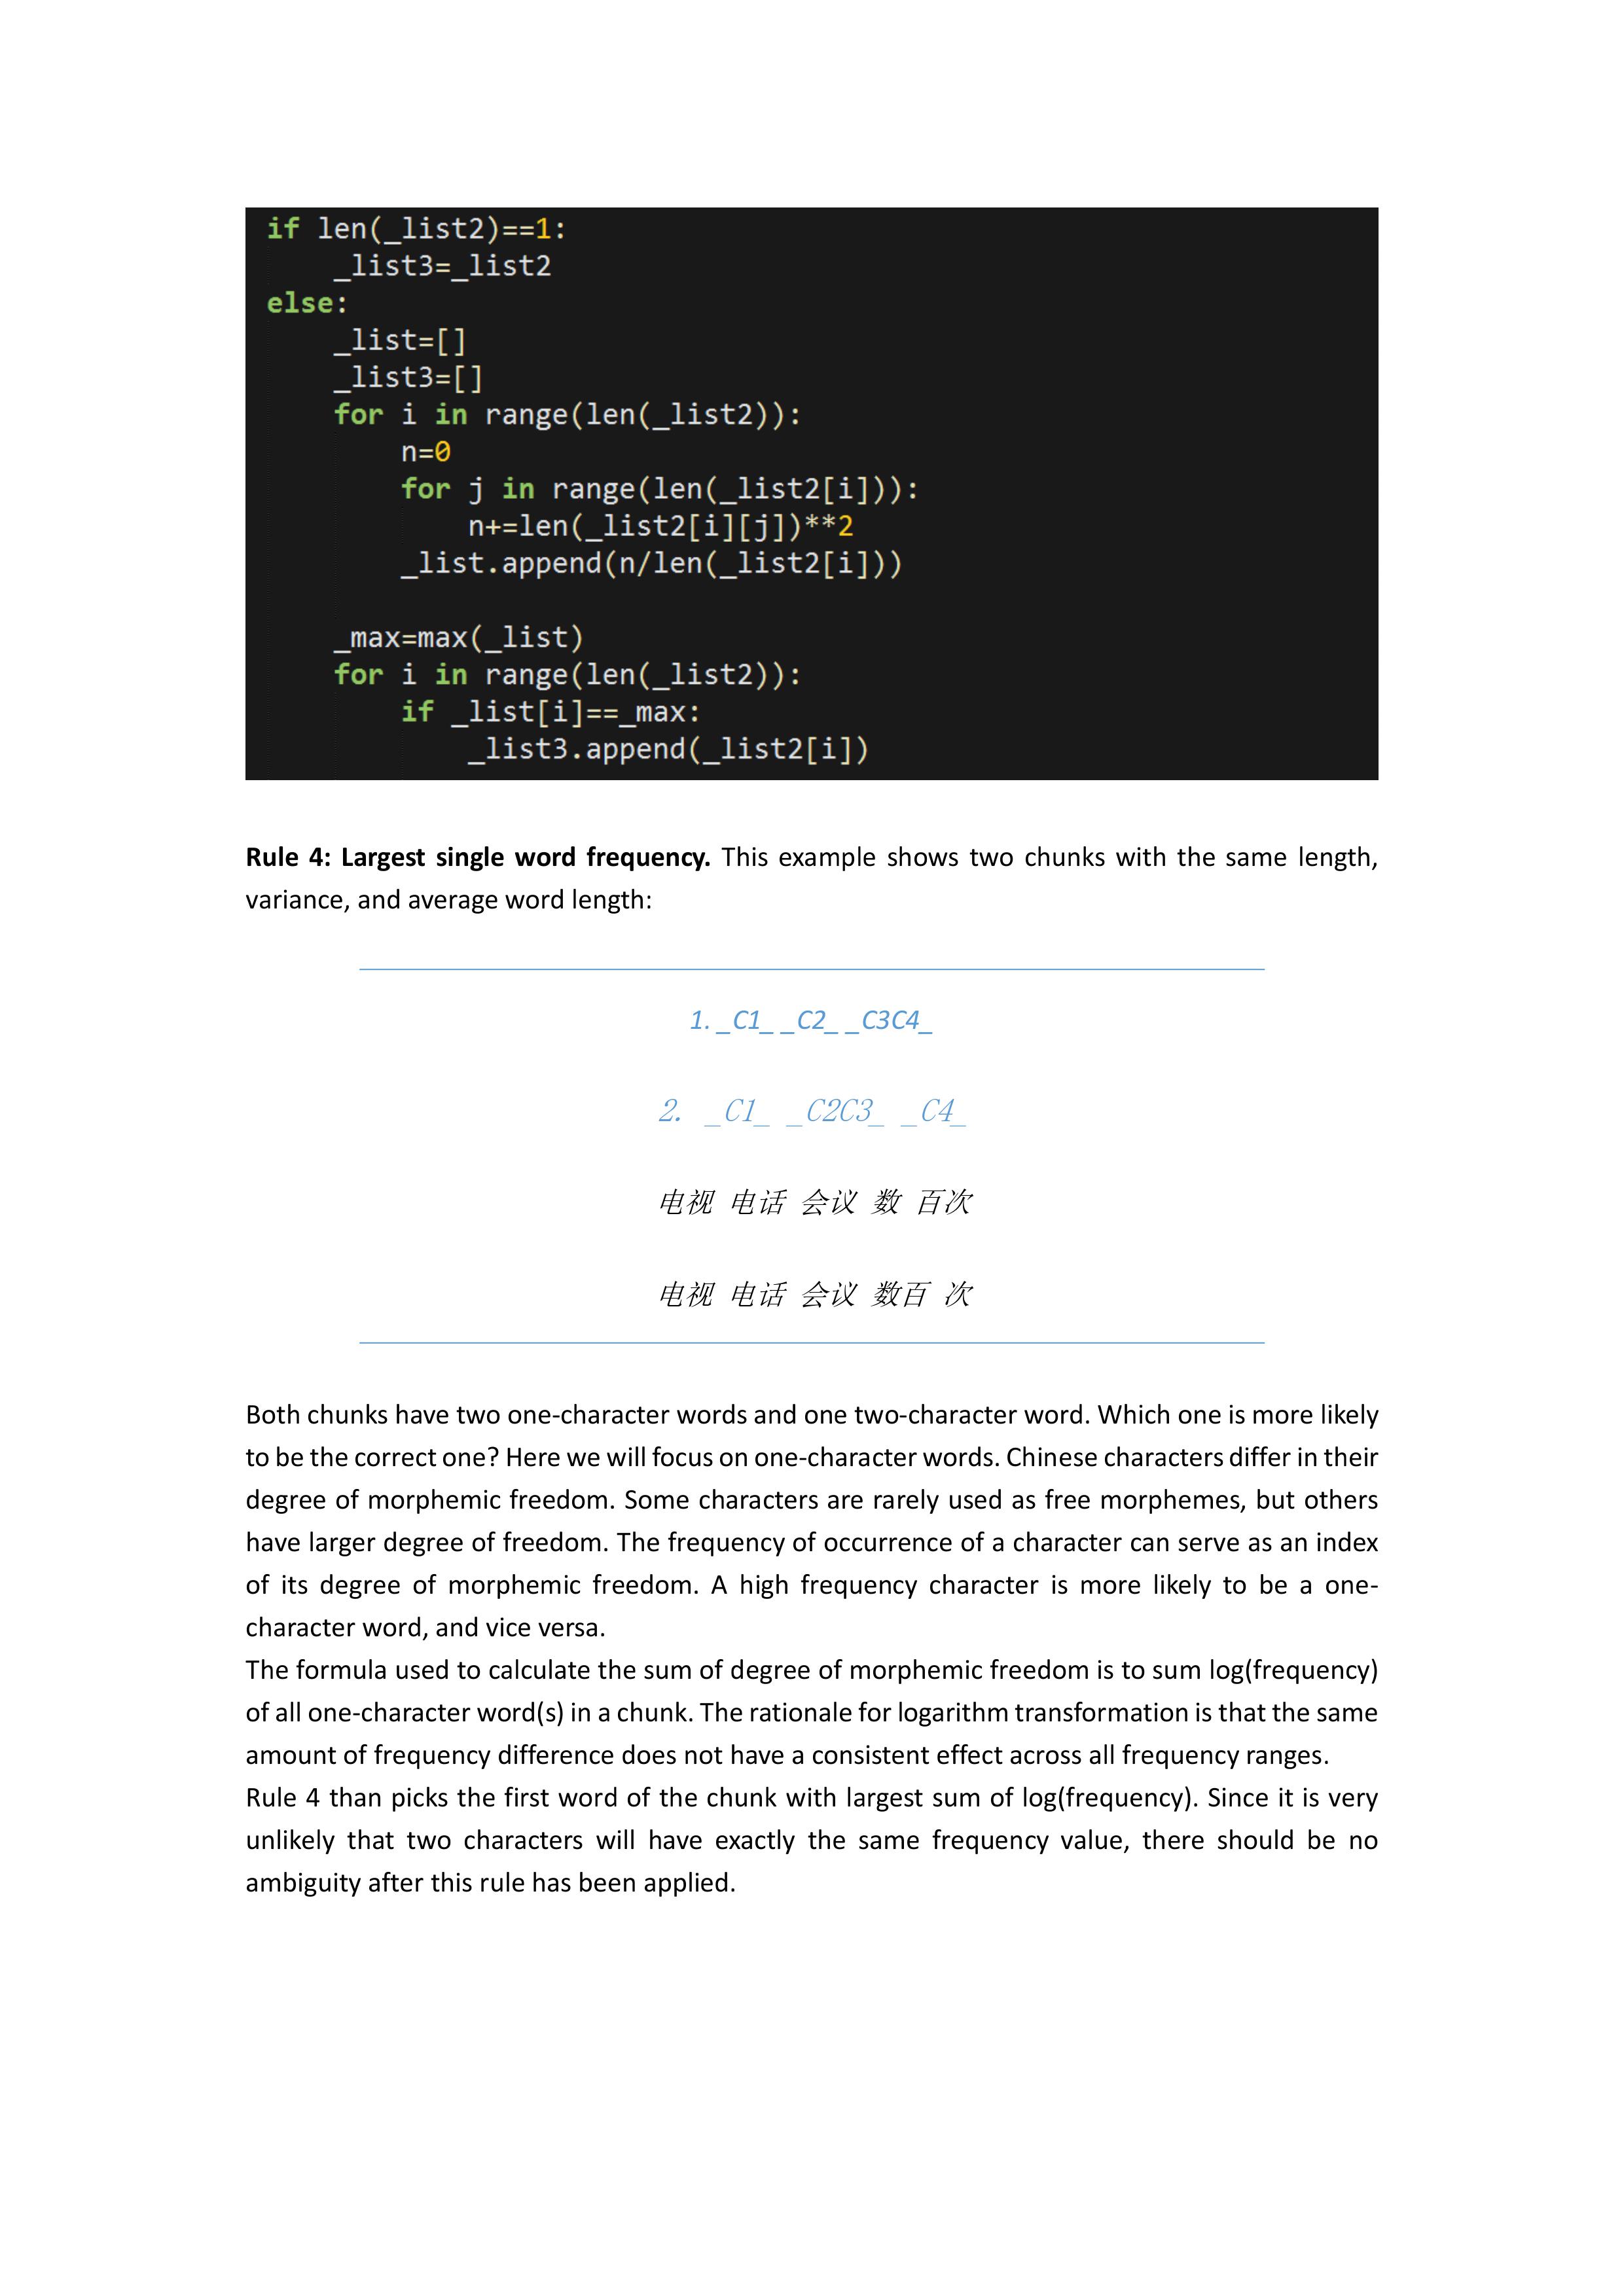 if len(_list2)==1:
    _list3=_list2
else:
    _list=[]
    _list3=[]
    for i in range(len(_list2)):
        n=0
        for j in range(len(_list2[i])):
            n+=len(_list2[i][j])**2
        _list.append(n/len(_list2[i]))
    _max=max(_list)
    for i in range(len(_list2)):
        if _list[i]==_max:
            _list3.append(_list2[i])
Rule 4: Largest single word frequency. This example shows two chunks with the same length,
variance, and average word length:
1. _C1_ _C2_ _C3C4_
2. _C1_ _C2C3_ _C4_
电视 电话 会议 数 百次
电视 电话 会议 数百 次
Both chunks have two one-character words and one two-character word. Which one is more likely
to be the correct one? Here we will focus on one-character words. Chinese characters differ in their
degree of morphemic freedom. Some characters are rarely used as free morphemes, but others
have larger degree of freedom. The frequency of occurrence of a character can serve as an index
of its degree of morphemic freedom. A high frequency character is more likely to be a one-
character word, and vice versa.
The formula used to calculate the sum of degree of morphemic freedom is to sum log(frequency)
of all one-character word(s) in a chunk. The rationale for logarithm transformation is that the same
amount of frequency difference does not have a consistent effect across all frequency ranges.
Rule 4 than picks the first word of the chunk with largest sum of log(frequency). Since it is very
unlikely that two characters will have exactly the same frequency value, there should be no
ambiguity after this rule has been applied.